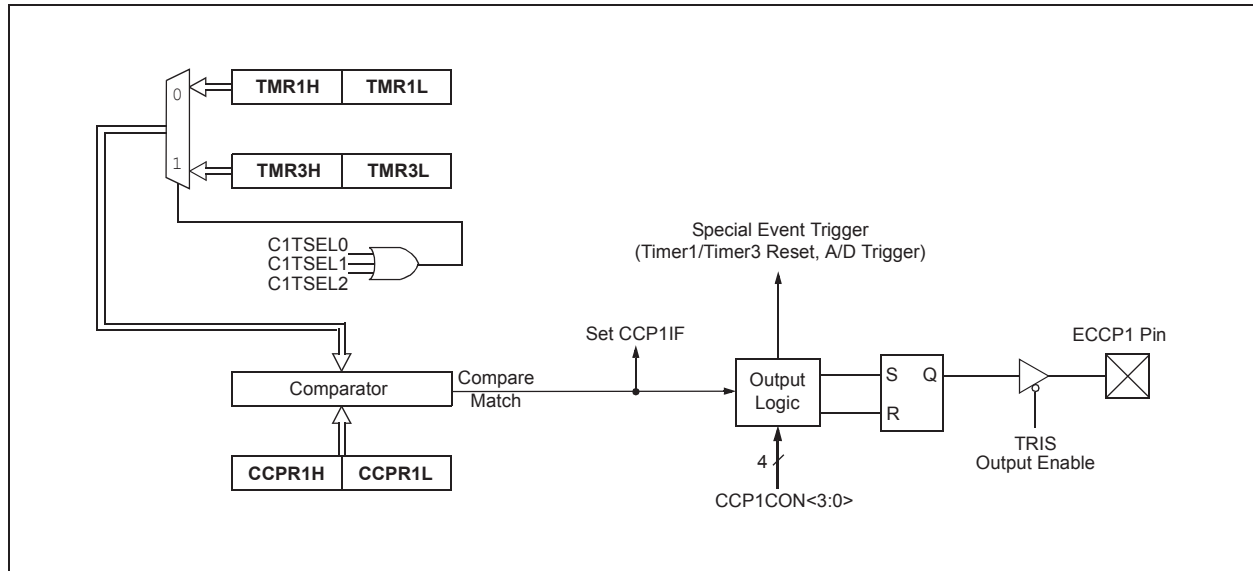 0
TMR1H TMR1L
1
TMR3H TMR3L
C1TSEL0
C1TSEL1
C1TSEL2
Special Event Trigger
(Timer1/Timer3 Reset, A/D Trigger)
Set CCP1IF
ECCP1 Pin
Comparator
Compare
Match
Output
Logic
S Q
R
TRIS
Output Enable
CCPR1H CCPR1L
4
CCP1CON<3:0>